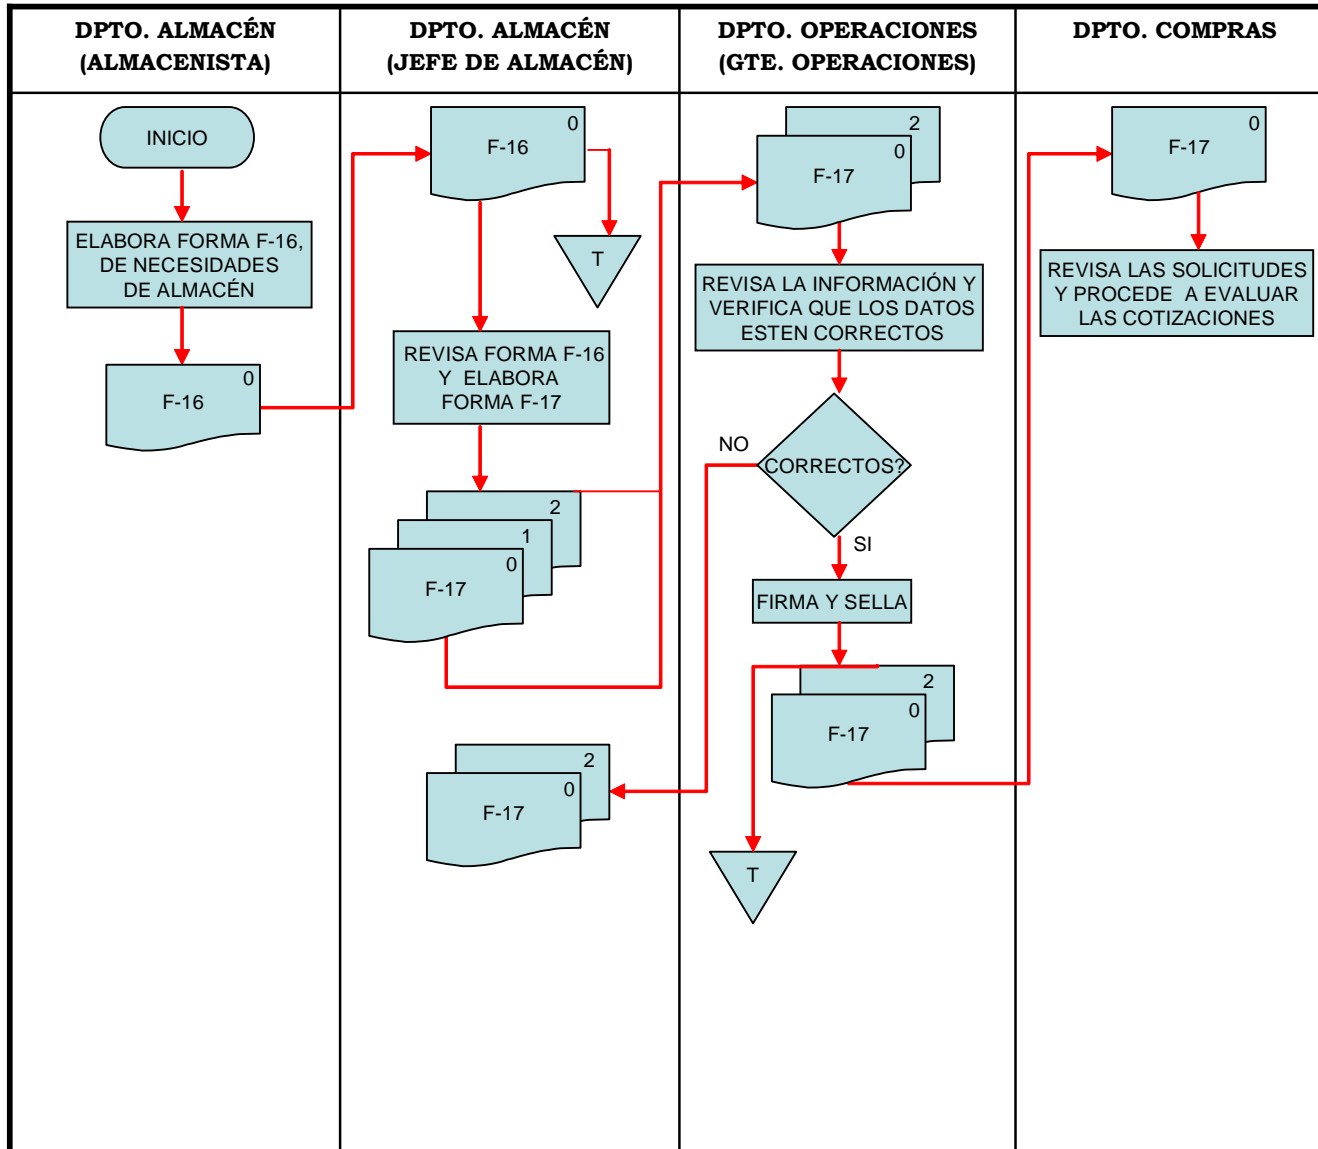 DPTO. ALMACÉN
(ALMACENISTA)
DPTO. ALMACÉN
(JEFE DE ALMACÉN)
DPTO. OPERACIONES
(GTE. OPERACIONES)
DPTO. COMPRAS
INICIO
ELABORA FORMA F-16,
DE NECESIDADES
DE ALMACÉN
0
F-16
0
F-16
T
REVISA FORMA F-16
Y ELABORA
FORMA F-17
2
1
0
F-17
2
0
F-17
2
0
F-17
REVISA LA INFORMACIÓN Y
VERIFICA QUE LOS DATOS
ESTEN CORRECTOS
NO
CORRECTOS?
SI
FIRMA Y SELLA
2
0
F-17
T
0
F-17
REVISA LAS SOLICITUDES
Y PROCEDE A EVALUAR
LAS COTIZACIONES